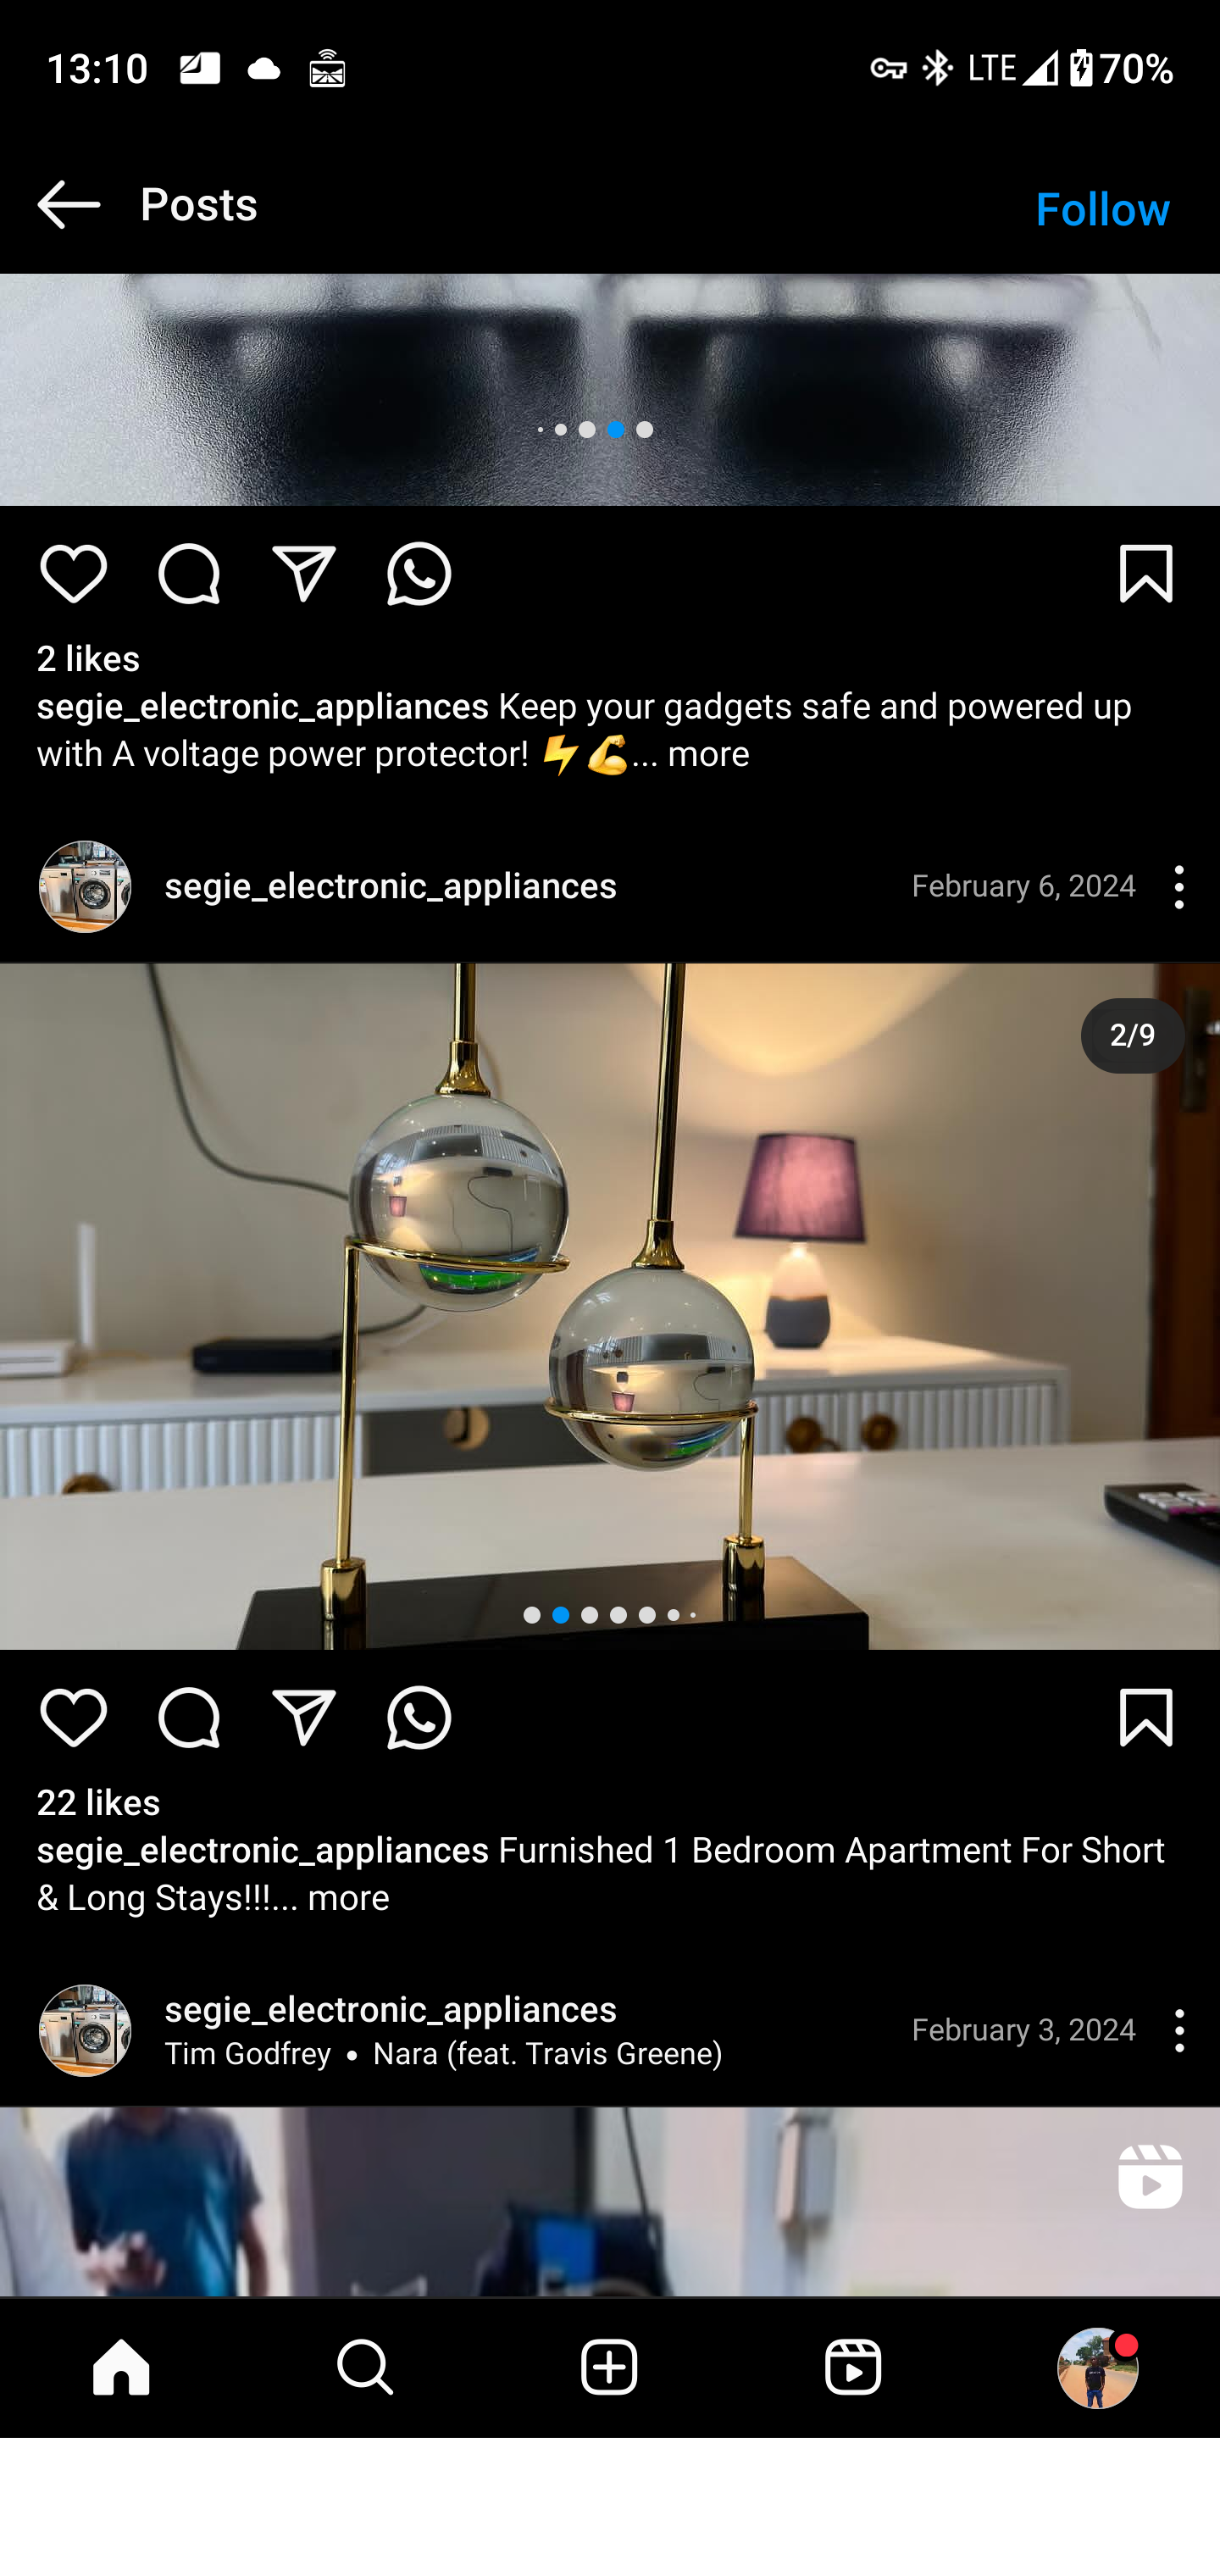 13:10
LTE
70%
Posts
Follow
2 likes
segie_electronic_appliances Keep your gadgets safe and powered up
with A voltage power protector! ⚡💪... more
segie_electronic_appliances
February 6, 2024
2/9
22 likes
segie_electronic_appliances Furnished 1 Bedroom Apartment For Short
& Long Stays!!!... more
segie_electronic_appliances
February 3, 2024
Tim Godfrey • Nara (feat. Travis Greene)